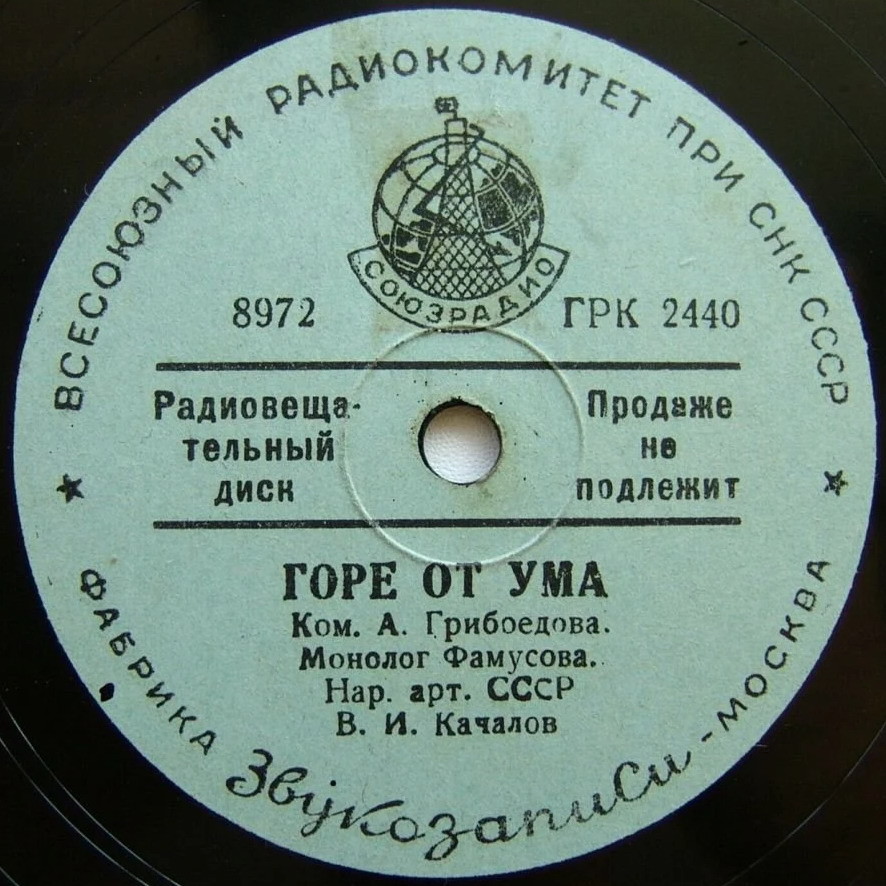 ВСЕСОЮЗНЫЙ РАДИОКОМИТЕТ ПРИ СНК СССР
СОЮЗРАДИО
8972
ГРК 2440
Радиовеща-
тельный
диск
Продаже
не
подлежит
ГОРЕ ОТ УМА
Ком. А. Грибоедова.
Монолог Фамусова.
Нар. арт. СССР
В. И. Качалов
ФАБРИКА Звукозаписи - МОСКВА